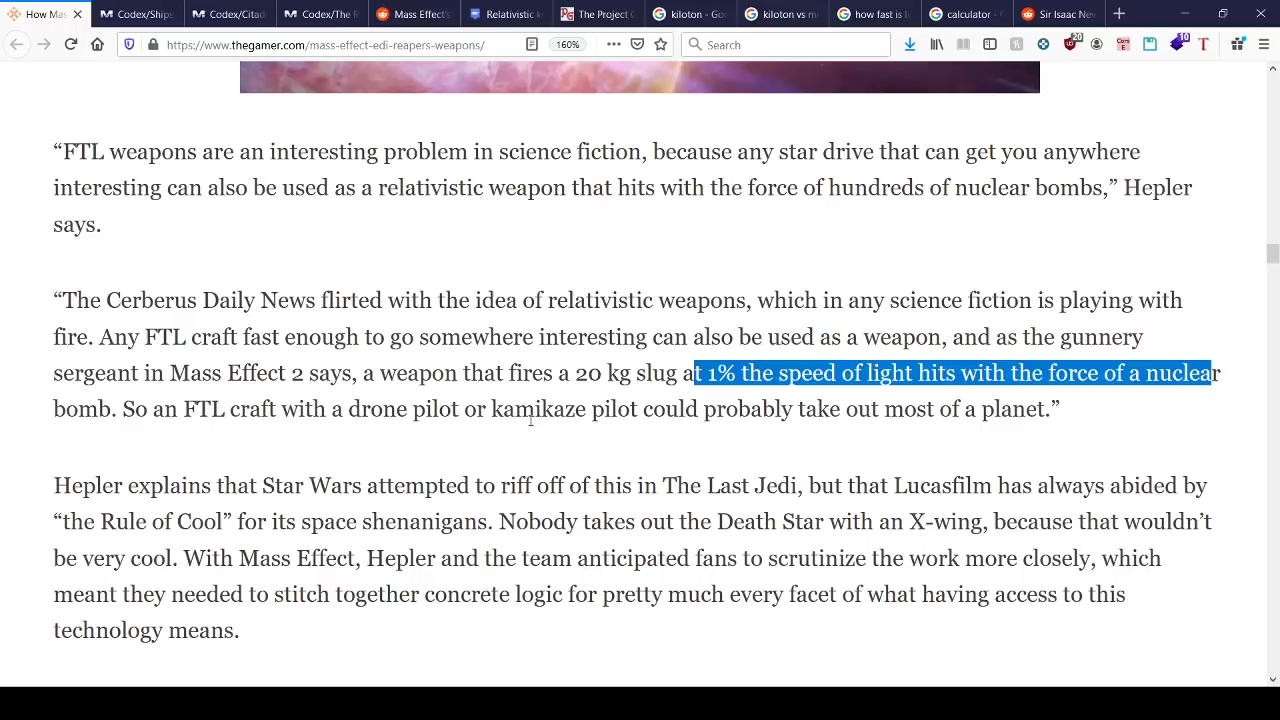 How Mas
Codex/Ships
Codex/Citad
Codex/The R
Mass Effect's
Relativistic k
The Project C
kiloton - Goo
kiloton vs m
how fast is l
calculator - G
Sir Isaac New
https://www.thegamer.com/mass-effect-edi-reapers-weapons/
160%
Search
20
10
“FTL weapons are an interesting problem in science fiction, because any star drive that can get you anywhere
interesting can also be used as a relativistic weapon that hits with the force of hundreds of nuclear bombs,” Hepler
says.
“The Cerberus Daily News flirted with the idea of relativistic weapons, which in any science fiction is playing with
fire. Any FTL craft fast enough to go somewhere interesting can also be used as a weapon, and as the gunnery
sergeant in Mass Effect 2 says, a weapon that fires a 20 kg slug at 1% the speed of light hits with the force of a nuclear
bomb. So an FTL craft with a drone pilot or kamikaze pilot could probably take out most of a planet.”
Hepler explains that Star Wars attempted to riff off of this in The Last Jedi, but that Lucasfilm has always abided by
“the Rule of Cool” for its space shenanigans. Nobody takes out the Death Star with an X-wing, because that wouldn’t
be very cool. With Mass Effect, Hepler and the team anticipated fans to scrutinize the work more closely, which
meant they needed to stitch together concrete logic for pretty much every facet of what having access to this
technology means.